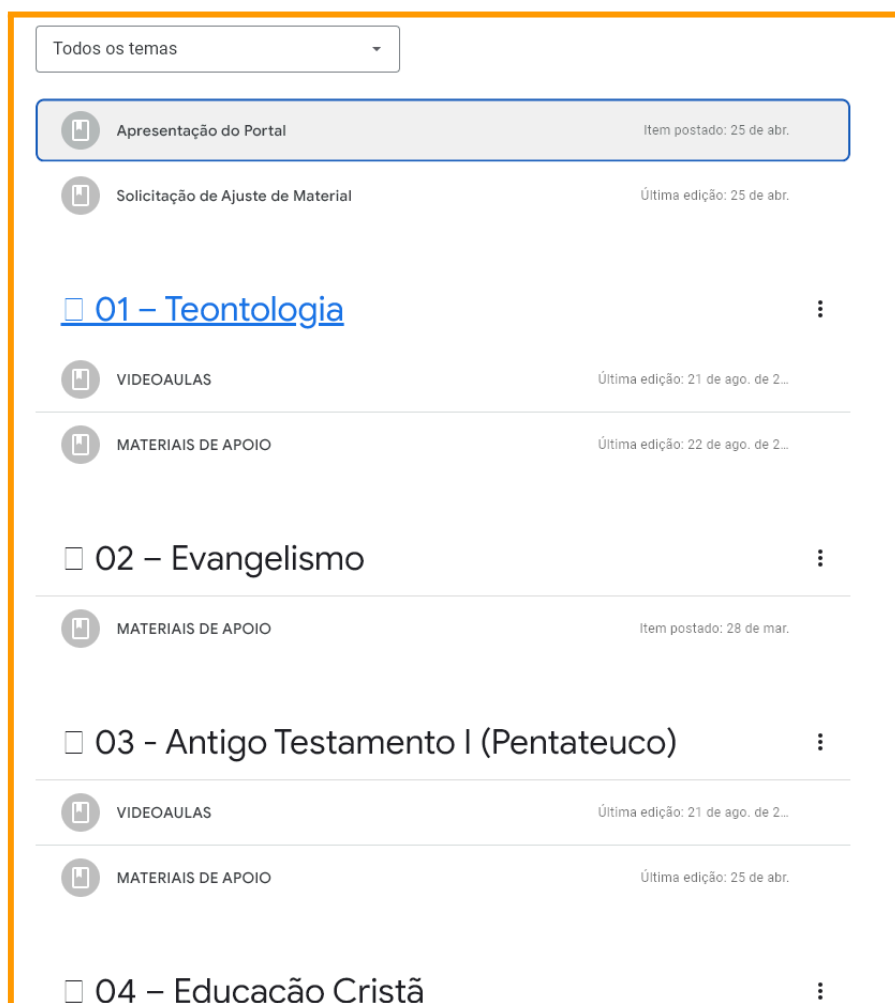 Todos os temas
Apresentação do Portal Item postado: 25 de abr.
Solicitação de Ajuste de Material Última edição: 25 de abr.
01 – Teontologia
VIDEOAULAS Última edição: 21 de ago. de 2...
MATERIAIS DE APOIO Última edição: 22 de ago. de 2...
02 – Evangelismo
MATERIAIS DE APOIO Item postado: 28 de mar.
03 - Antigo Testamento I (Pentateuco)
VIDEOAULAS Última edição: 21 de ago. de 2...
MATERIAIS DE APOIO Última edição: 25 de abr.
04 – Educação Cristã